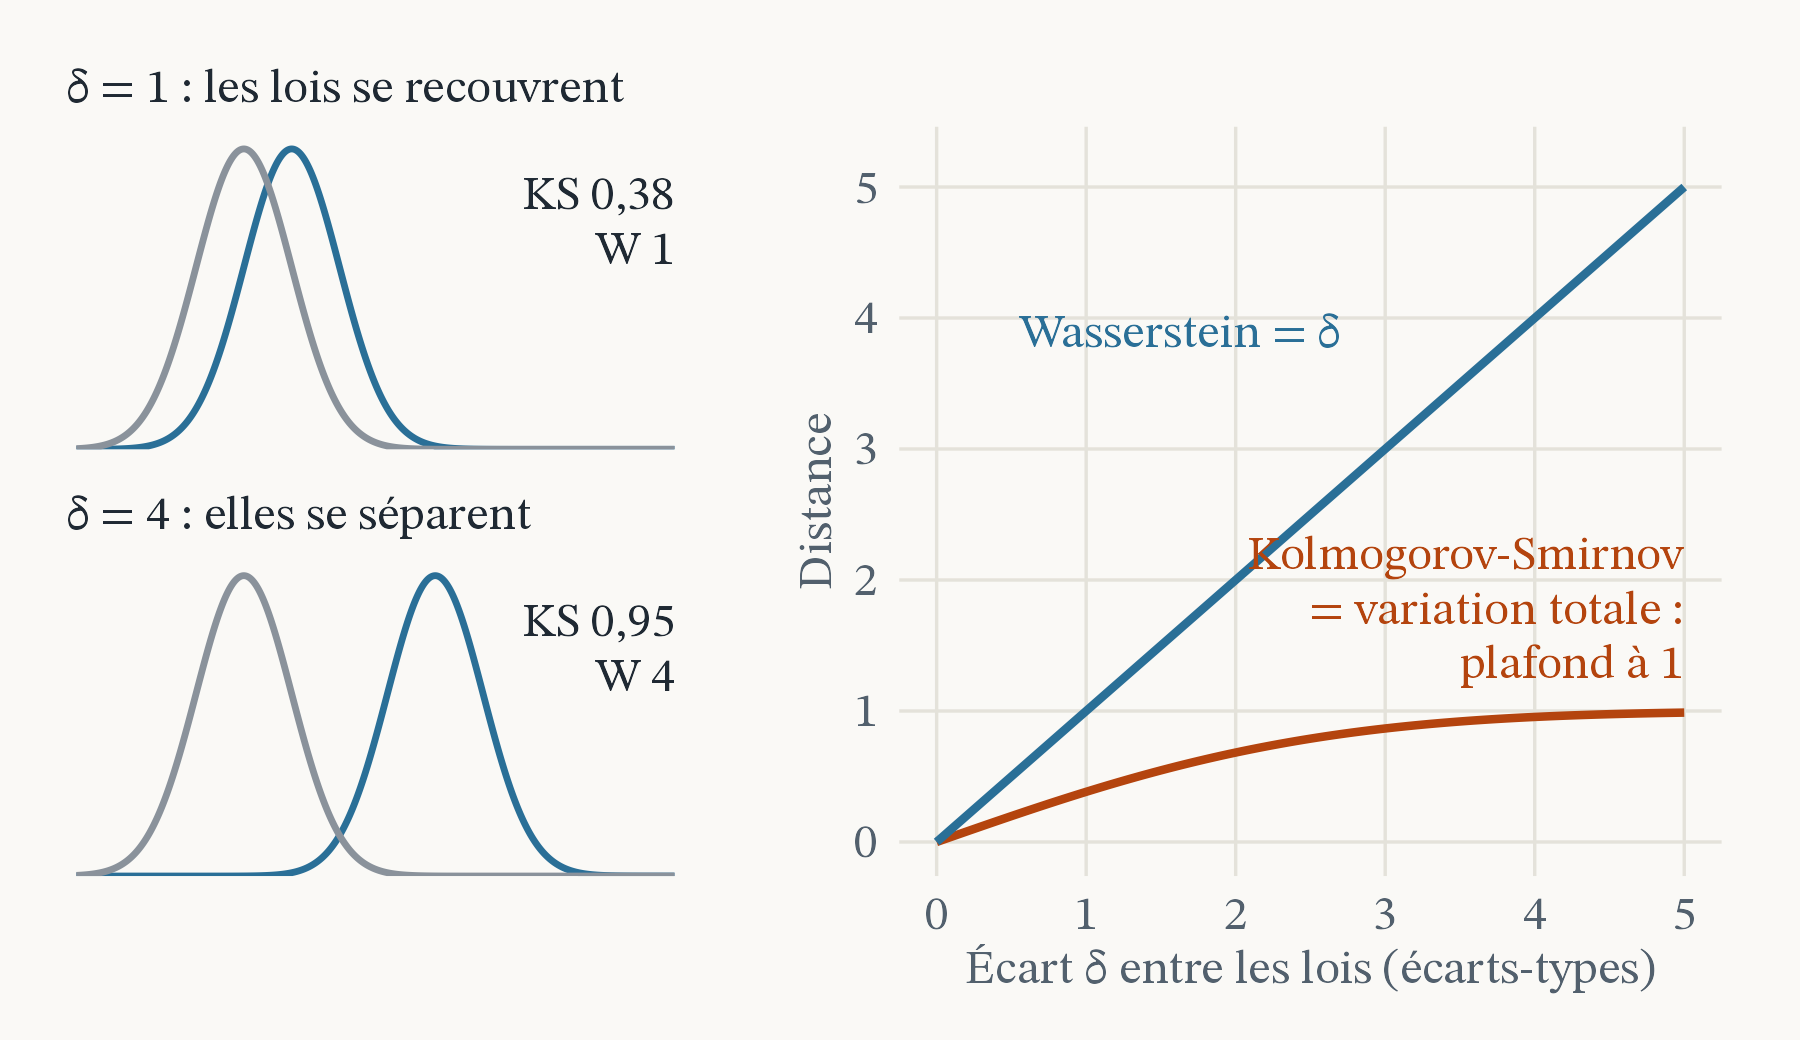 δ = 1 : les lois se recouvrent
KS 0,38
W 1
δ = 4 : elles se séparent
KS 0,95
W 4
Distance
5
4
3
2
1
0
Wasserstein = δ
Kolmogorov-Smirnov
= variation totale :
plafond à 1
0 1 2 3 4 5
Écart δ entre les lois (écarts-types)